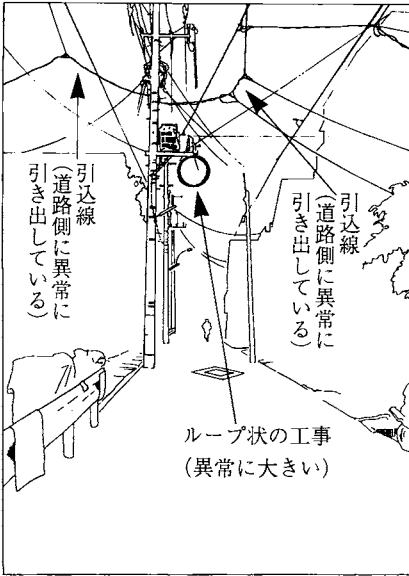 引込線
(道路側に異常に
引き出している)
引込線
(道路側に異常に
引き出している)
ループ状の工事
(異常に大きい)